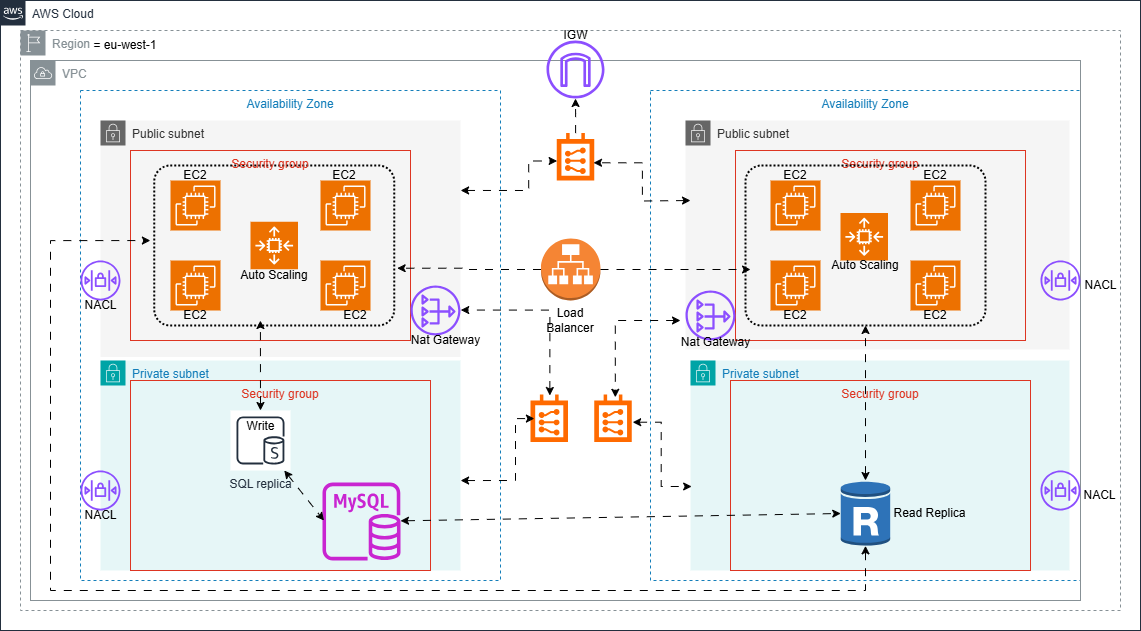 aws
AWS Cloud
Region = eu-west-1
IGW
VPC
Availability Zone
Availability Zone
Public subnet
Public subnet
Security group
Security group
EC2
EC2
EC2
EC2
Auto Scaling
Auto Scaling
NACL
NACL
EC2
EC2
EC2
EC2
Load
Balancer
Nat Gateway
Nat Gateway
Private subnet
Private subnet
Security group
Security group
Write
S
SQL replica
NACL
NACL
MySQL
R
Read Replica